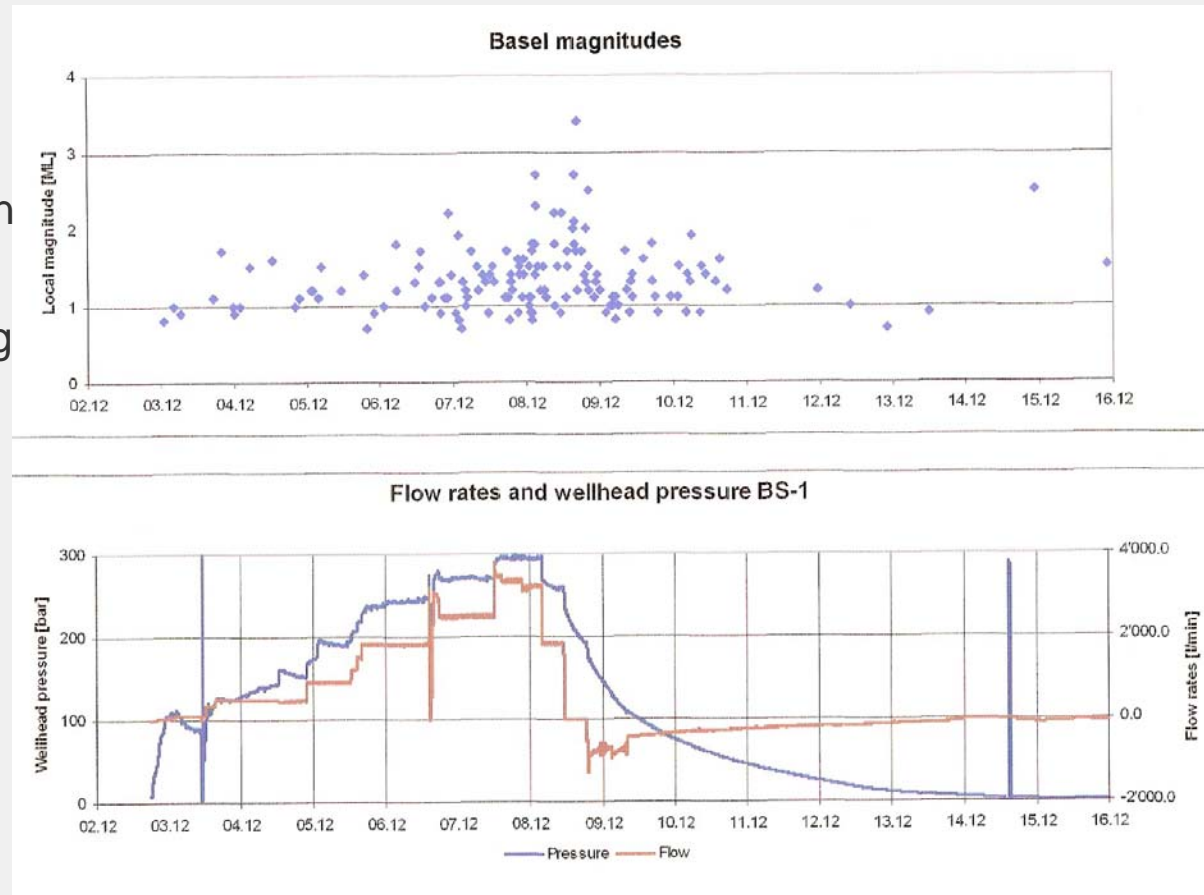 Basel magnitudes
Local magnitude [ML]
4
3
2
1
0
02.12 03.12 04.12 05.12 06.12 07.12 08.12 09.12 10.12 11.12 12.12 13.12 14.12 15.12 16.12
n
g
Flow rates and wellhead pressure BS-1
Wellhead pressure [bar]
300
200
100
0
4'000.0
2'000.0
0.0
-2'000.0
Flow rates [l/min]
02.12 03.12 04.12 05.12 06.12 07.12 08.12 09.12 10.12 11.12 12.12 13.12 14.12 15.12 16.12
Pressure Flow